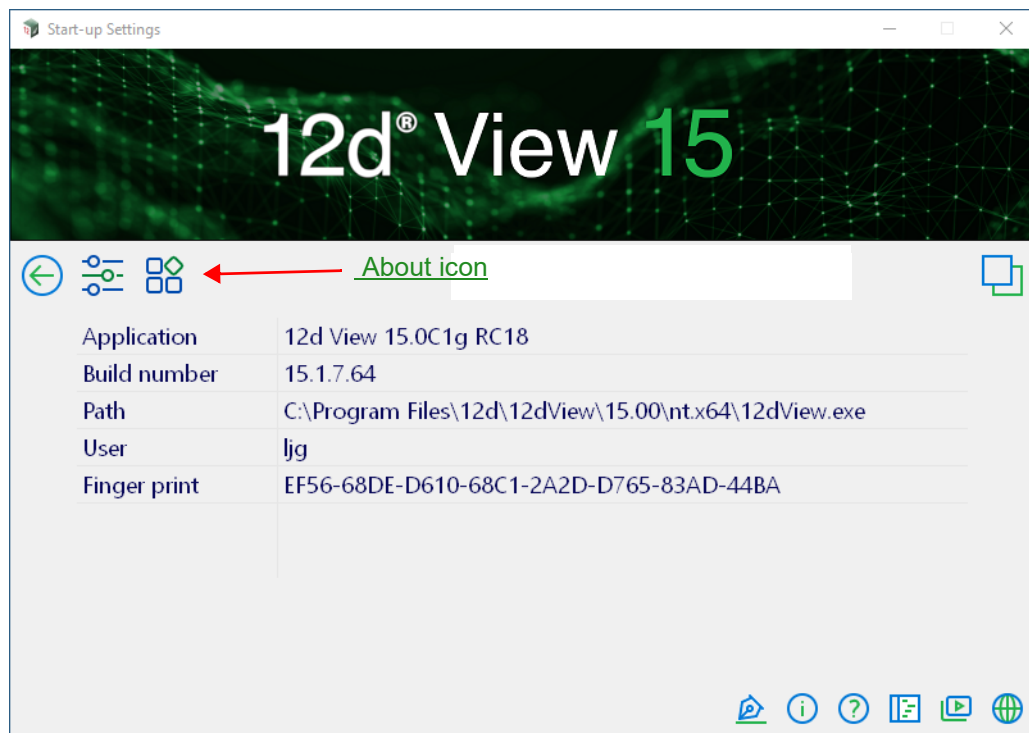 Start-up Settings
12d® View 15
About icon
Application 12d View 15.0C1g RC18
Build number 15.1.7.64
Path C:\Program Files\12d\12dView\15.00\nt.x64\12dView.exe
User ljg
Finger print EF56-68DE-D610-68C1-2A2D-D765-83AD-44BA